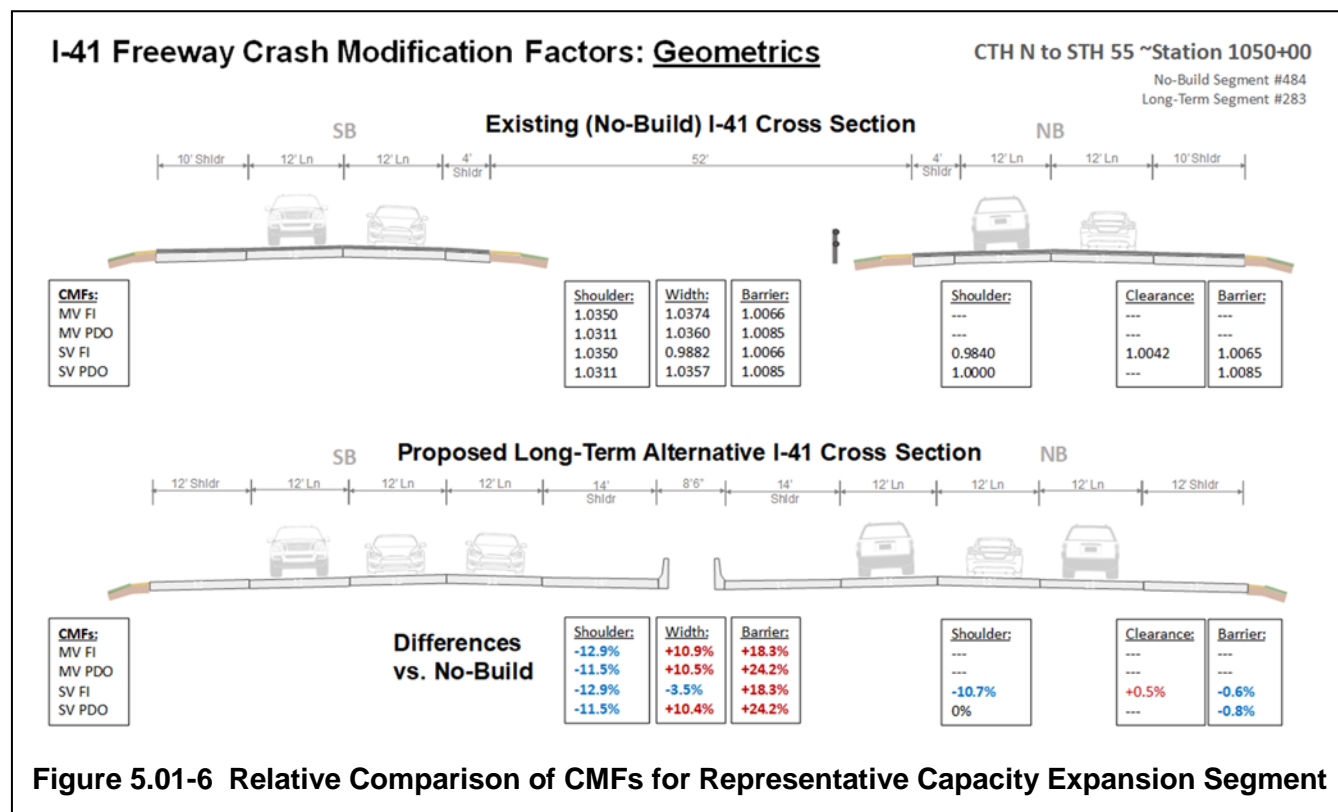 I-41 Freeway Crash Modification Factors: Geometrics
CTH N to STH 55 ~Station 1050+00
No-Build Segment #484
Long-Term Segment #283
SB Existing (No-Build) I-41 Cross Section NB
10' Shldr 12' Ln 12' Ln 4' Shldr 52' 4' Shldr 12' Ln 12' Ln 10' Shldr
CMFs: Shoulder: Width: Barrier: Shoulder: Clearance: Barrier:
MV FI 1.0350 1.0374 1.0066 --- --- ---
MV PDO 1.0311 1.0360 1.0085 --- --- ---
SV FI 1.0350 0.9882 1.0066 0.9840 1.0042 1.0065
SV PDO 1.0311 1.0357 1.0085 1.0000 --- 1.0085
SB Proposed Long-Term Alternative I-41 Cross Section NB
12' Shldr 12' Ln 12' Ln 12' Ln 14' Shldr 8'6" 14' Shldr 12' Ln 12' Ln 12' Ln 12' Shldr
Differences
vs. No-Build
CMFs: Shoulder: Width: Barrier: Shoulder: Clearance: Barrier:
MV FI -12.9% +10.9% +18.3% --- --- ---
MV PDO -11.5% +10.5% +24.2% --- --- ---
SV FI -12.9% -3.5% +18.3% -10.7% +0.5% -0.6%
SV PDO -11.5% +10.4% +24.2% 0% --- -0.8%
Figure 5.01-6 Relative Comparison of CMFs for Representative Capacity Expansion Segment